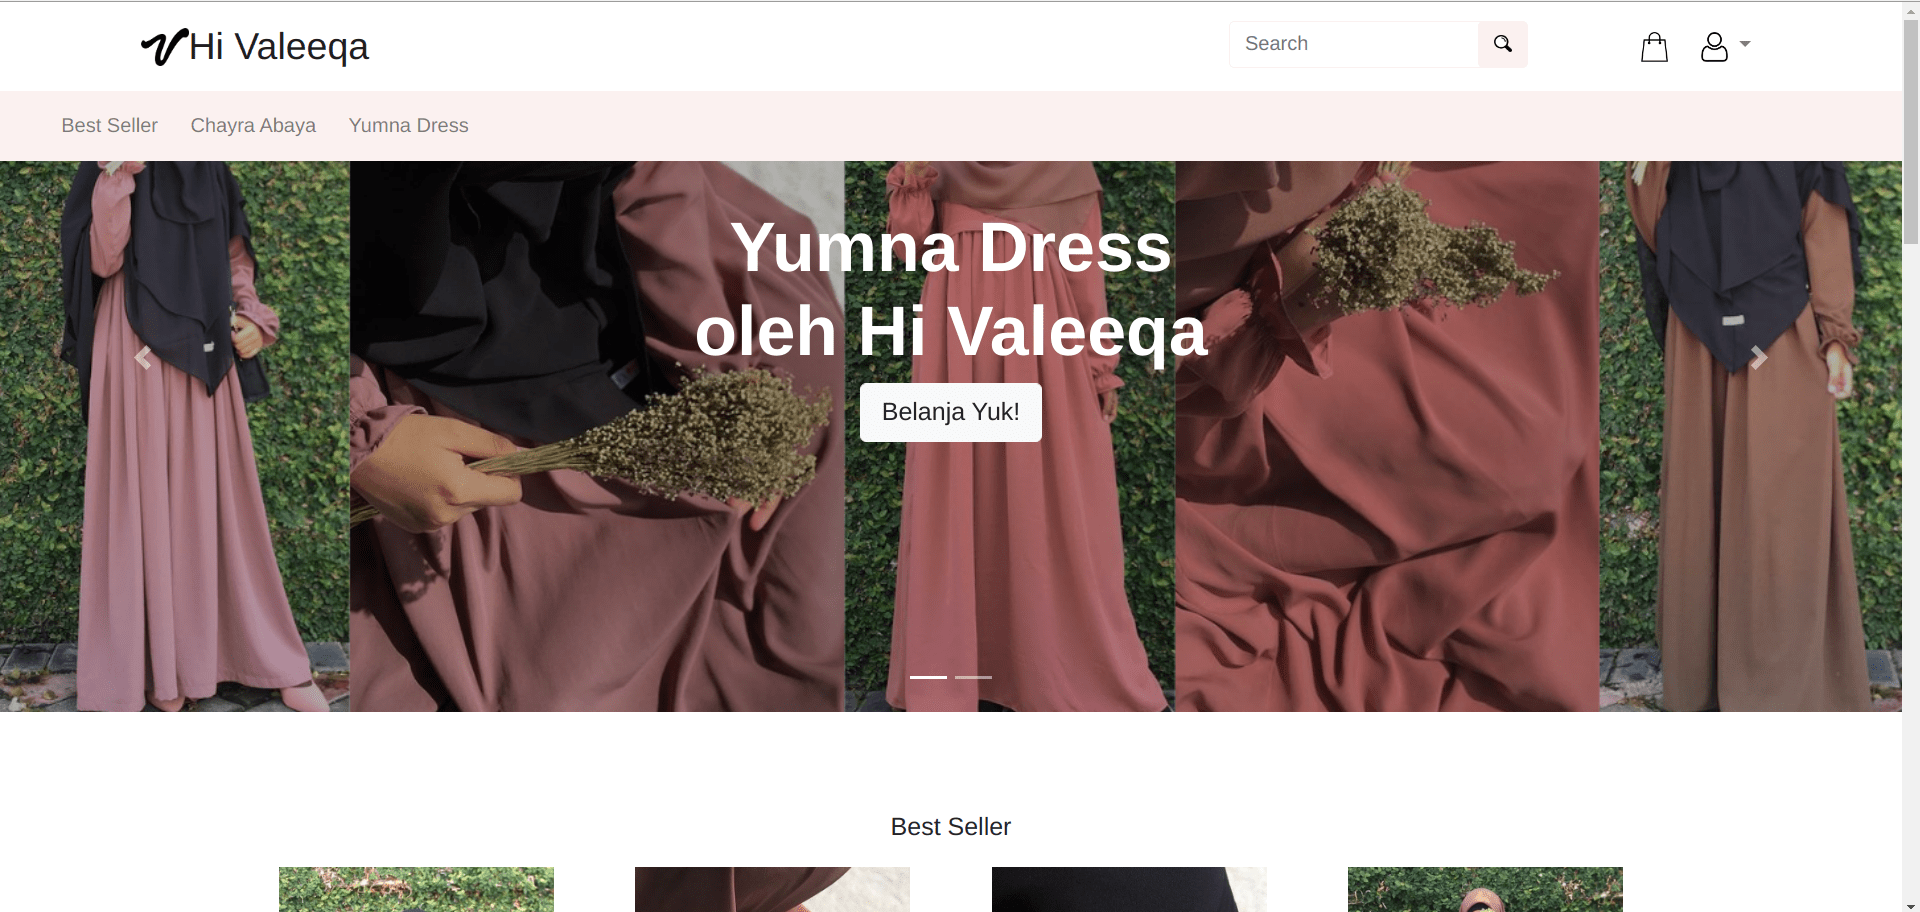 Hi Valeeqa
Search
Best Seller
Chayra Abaya
Yumna Dress
Yumna Dress
oleh Hi Valeeqa
Belanja Yuk!
Best Seller